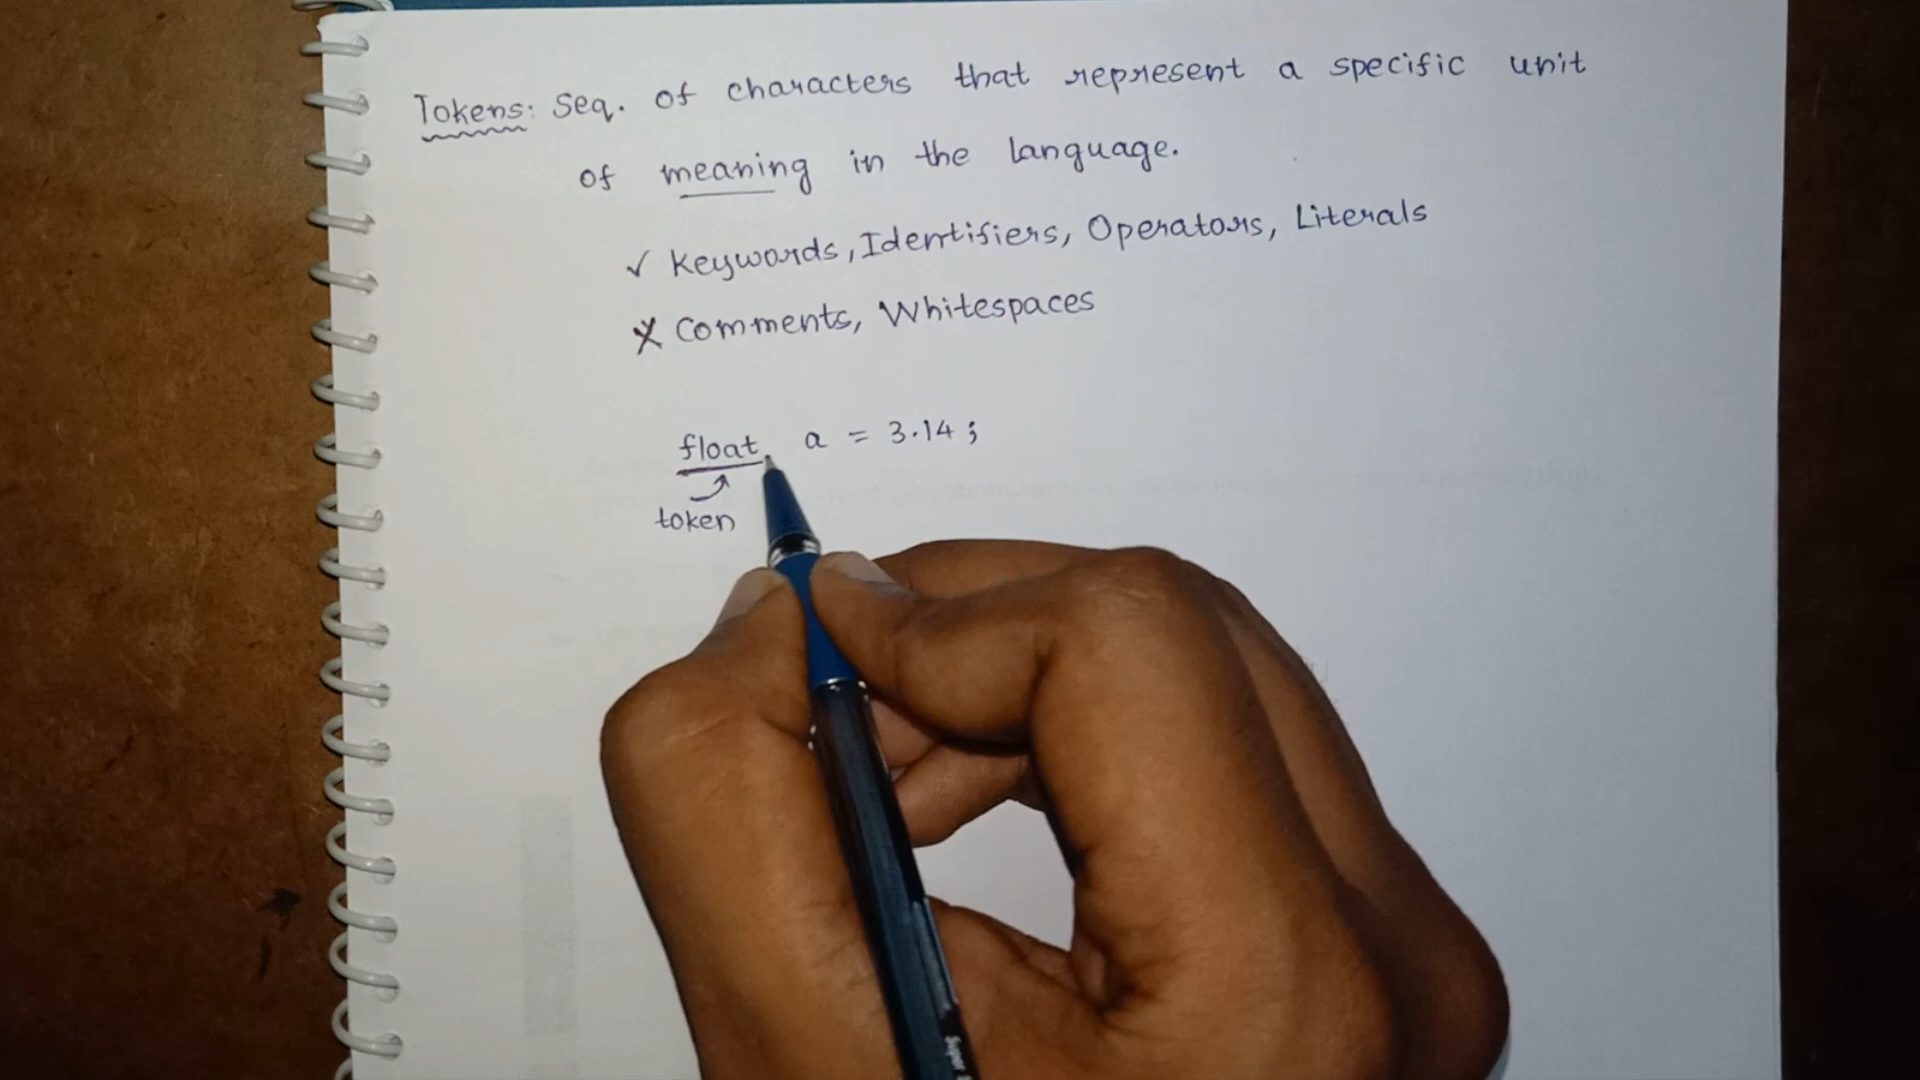 Tokens: Seq. of characters that represent a specific unit
of meaning in the language.
✓ Keywords, Identifiers, Operators, Literals
✗ Comments, Whitespaces
float a = 3.14;
token
Super